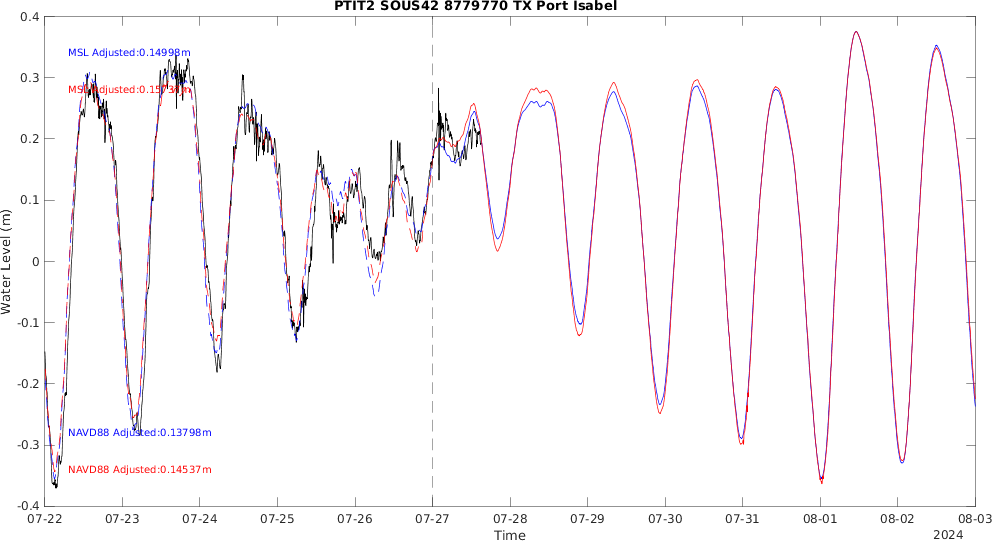 PTIT2 SOUS42 8779770 TX Port Isabel
0.4
MSL Adjusted:0.14998m
0.3
MSL Adjusted:
0.2
0.1
0
-0.1
-0.2
-0.3
-0.4
Water Level (m)
NAVD88 Adjusted:0.13798m
NAVD88 Adjusted:0.14537m
07-22 07-23 07-24 07-25 07-26 07-27 07-28 07-29 07-30 07-31 08-01 08-02 08-03
Time
2024